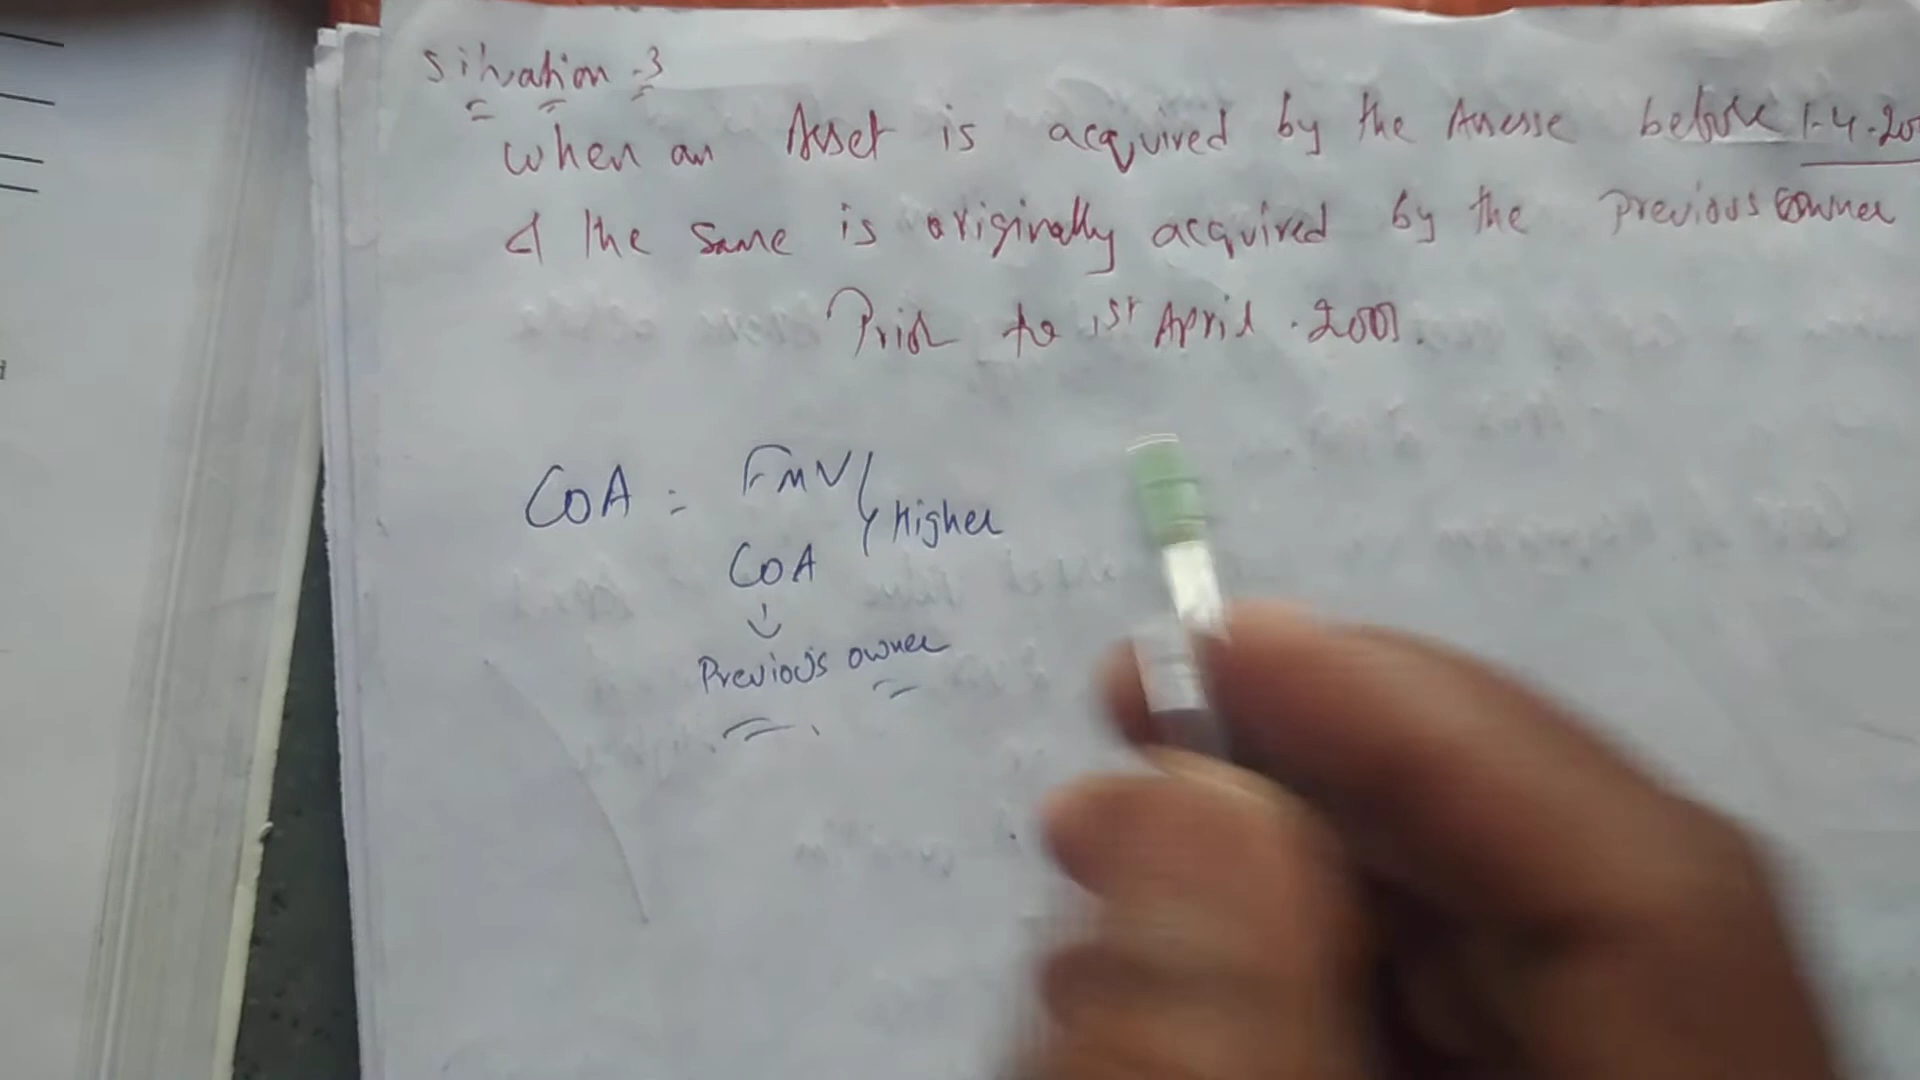 Situation -3
when an Asset is acquired by the Assesse before 1-4-200
& the same is originally acquired by the previous owner
Prior to 1st April . 2001.
COA = FMV
Higher
COA
Previous owner